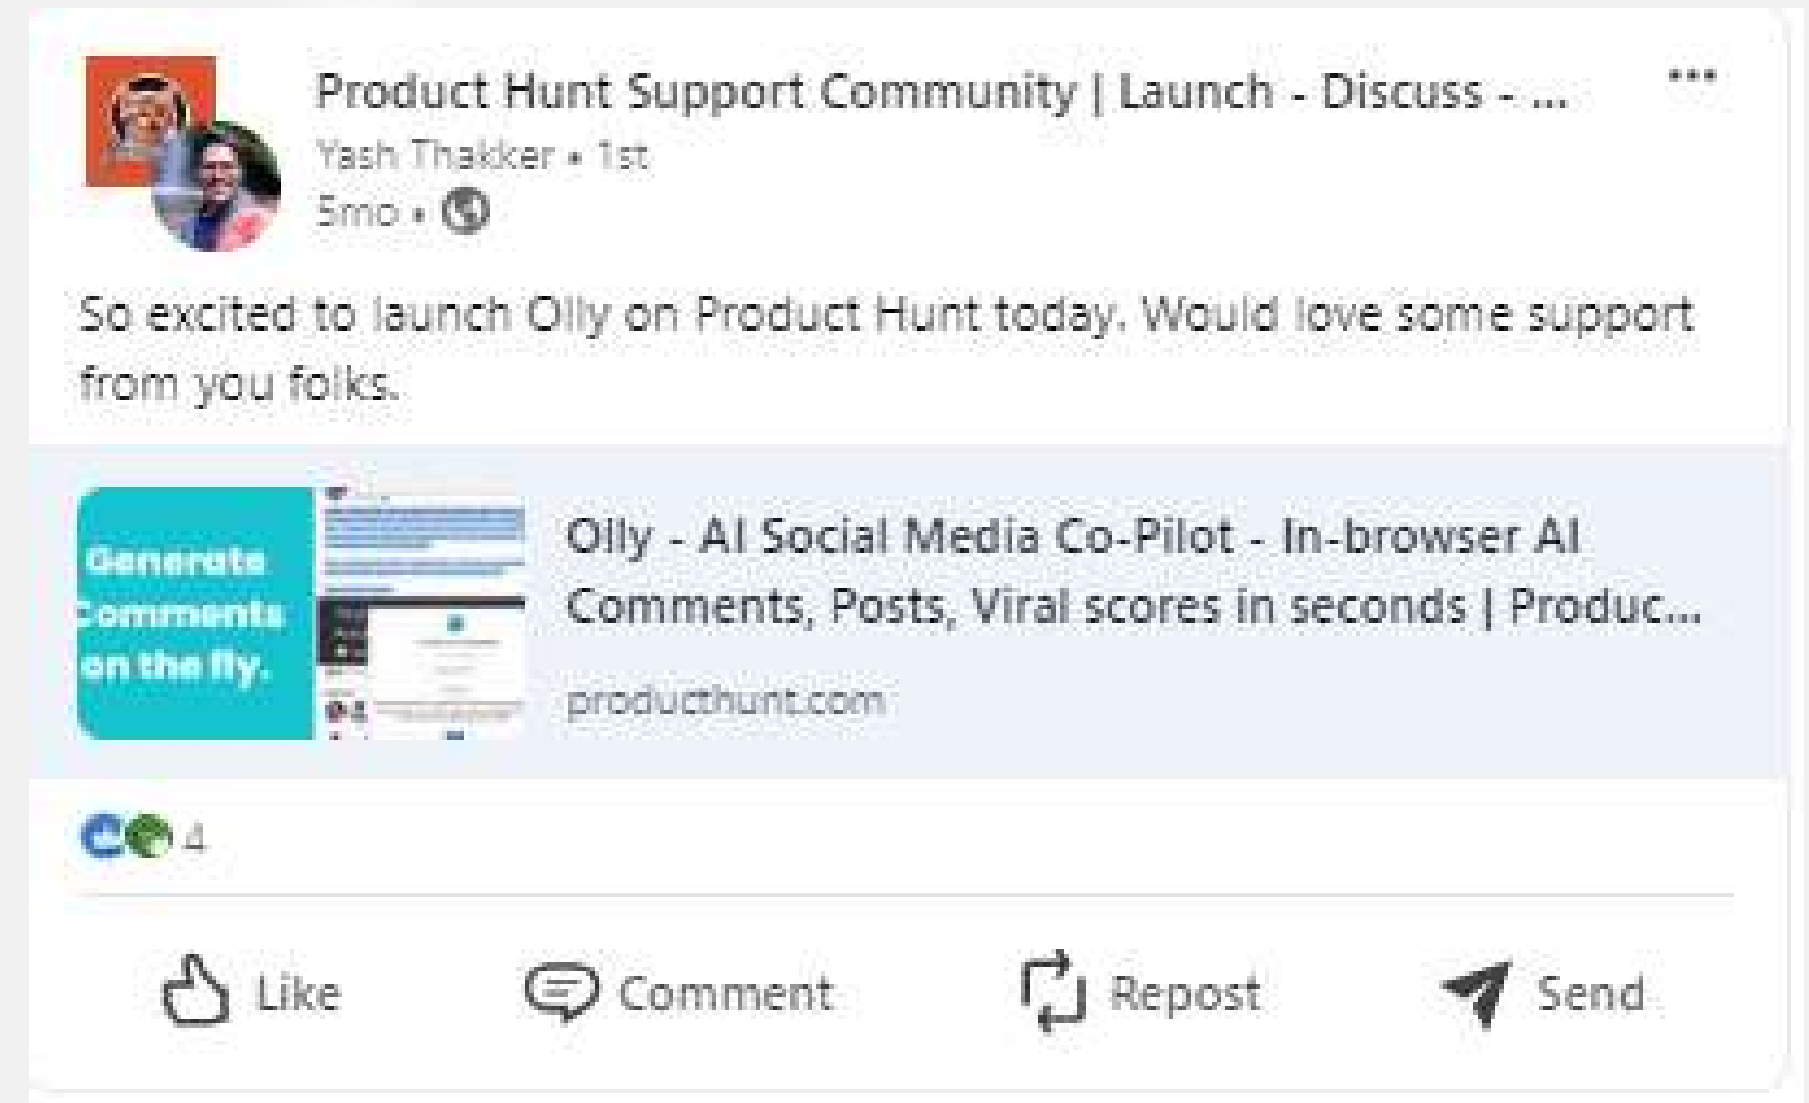 Product Hunt Support Community | Launch - Discuss - ...
Yash Thakker • 1st
5mo •
So excited to launch Olly on Product Hunt today. Would love some support
from you folks.
Generate
Comments
on the fly.
Olly - AI Social Media Co-Pilot - In-browser AI
Comments, Posts, Viral scores in seconds | Produc...
producthunt.com
4
Like
Comment
Repost
Send